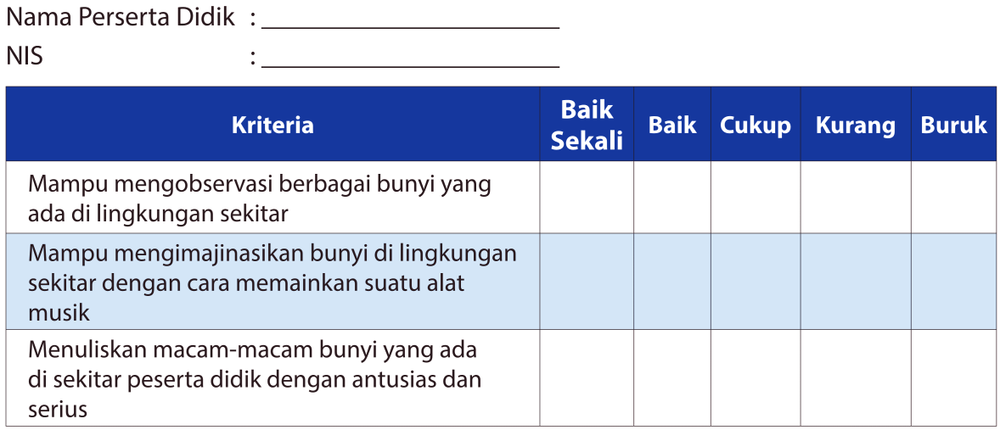 Nama Perserta Didik : ____________________
NIS : ____________________
Kriteria Baik Sekali Baik Cukup Kurang Buruk
Mampu mengobservasi berbagai bunyi yang
ada di lingkungan sekitar
Mampu mengimajinasikan bunyi di lingkungan
sekitar dengan cara memainkan suatu alat
musik
Menuliskan macam-macam bunyi yang ada
di sekitar peserta didik dengan antusias dan
serius